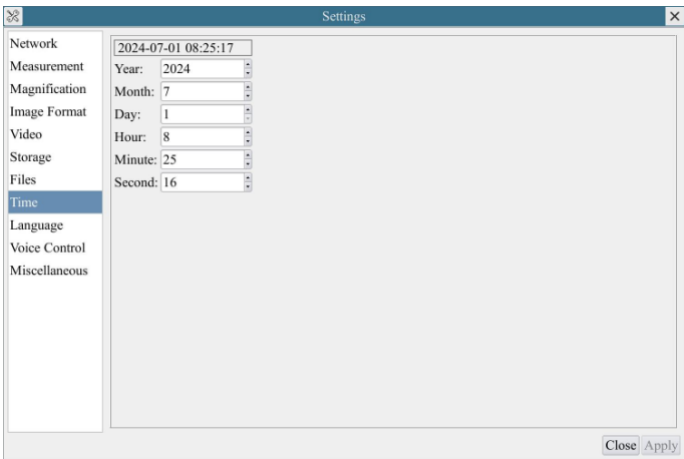 Settings
Network
Measurement
Magnification
Image Format
Video
Storage
Files
Time
Language
Voice Control
Miscellaneous
2024-07-01 08:25:17
Year: 2024
Month: 7
Day: 1
Hour: 8
Minute: 25
Second: 16
Close Apply